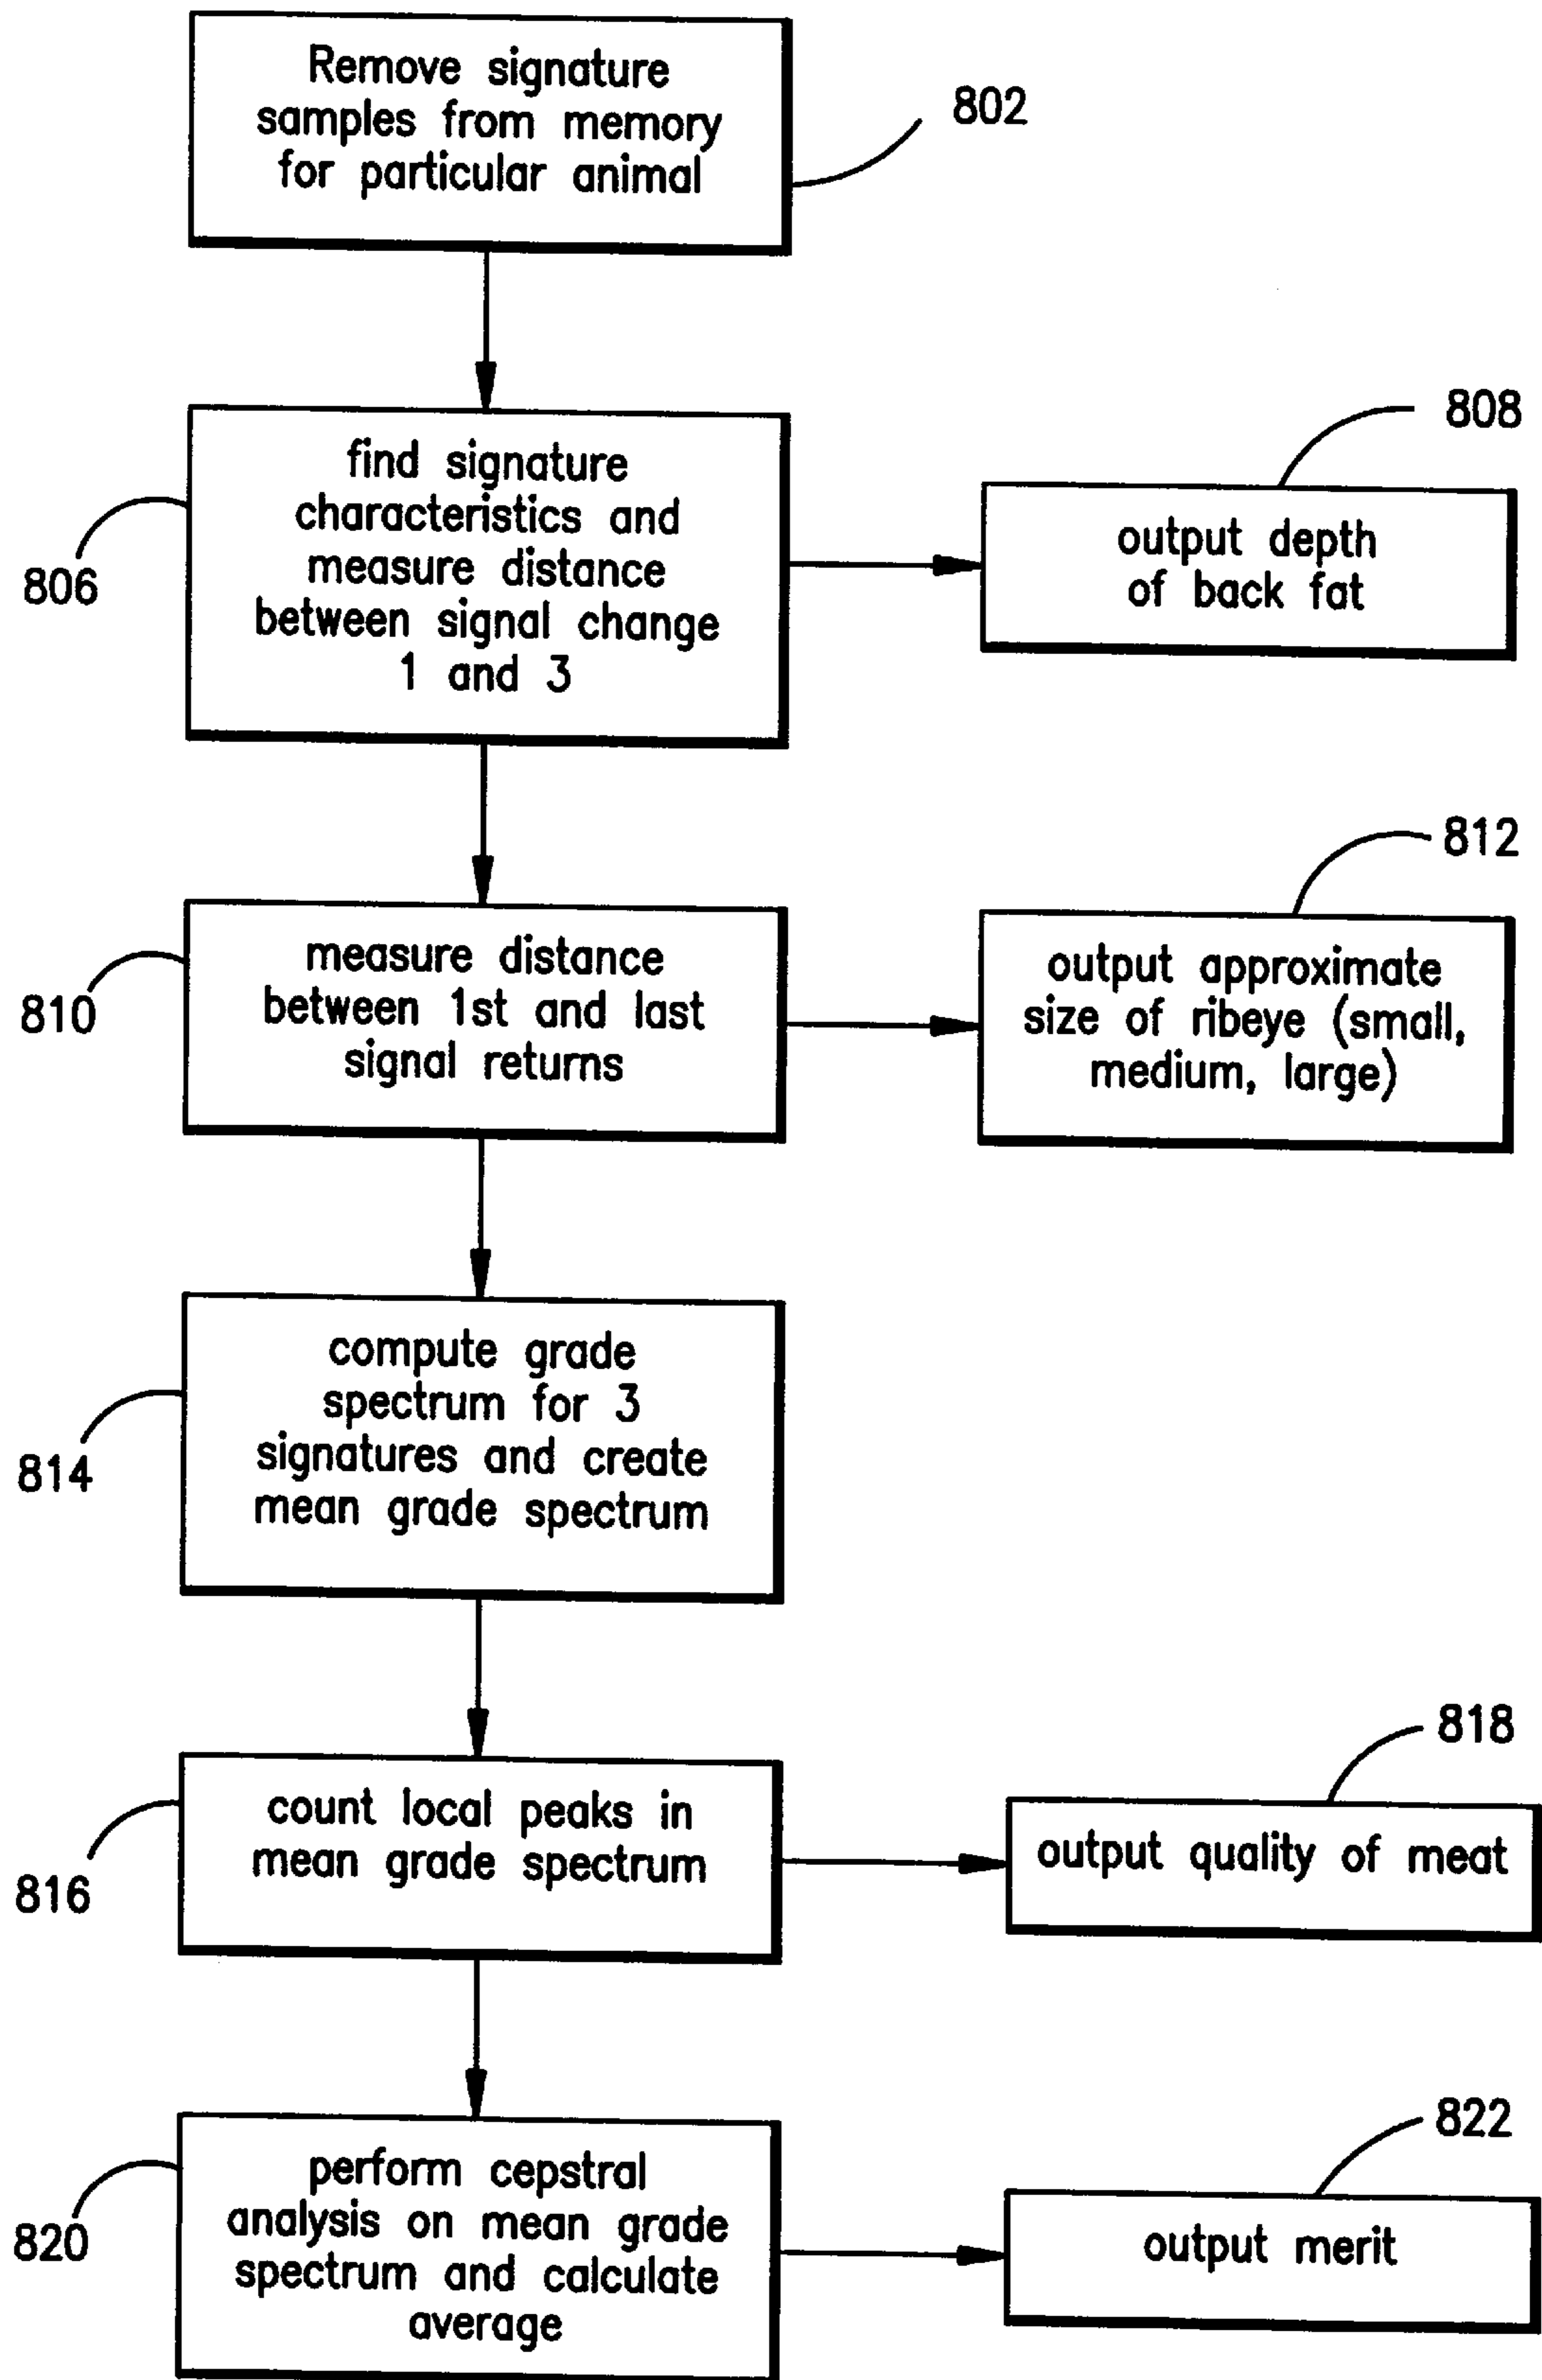 Remove signature
samples from memory
for particular animal
802
find signature
characteristics and
measure distance
between signal change
1 and 3
806
808
output depth
of back fat
measure distance
between 1st and last
signal returns
810
812
output approximate
size of ribeye (small,
medium, large)
compute grade
spectrum for 3
signatures and create
mean grade spectrum
814
count local peaks in
mean grade spectrum
816
818
output quality of meat
perform cepstral
analysis on mean grade
spectrum and calculate
average
820
822
output merit